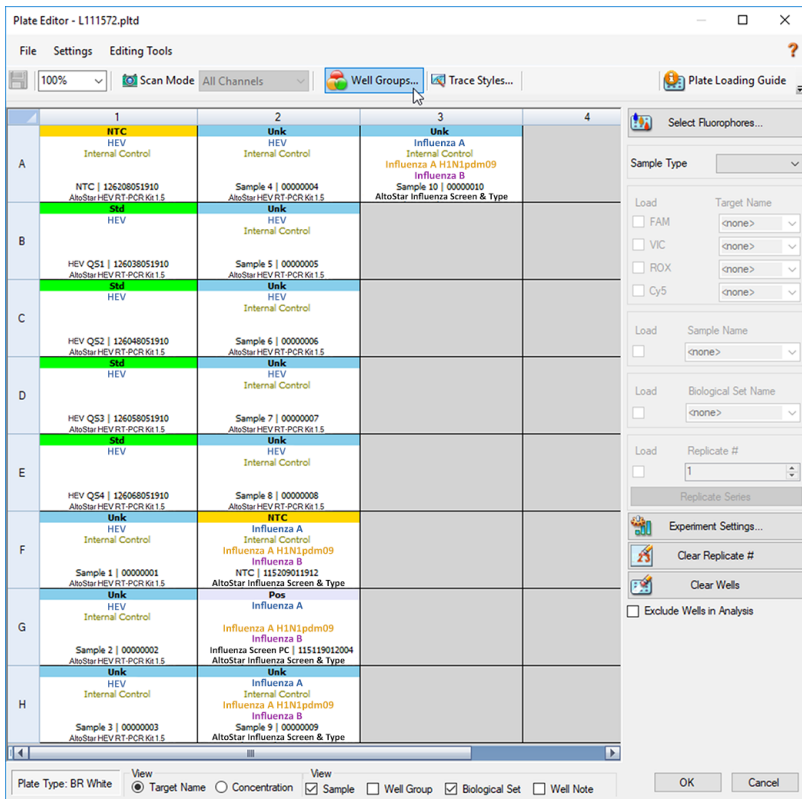 Plate Editor - L111572.pltd
File Settings Editing Tools ?
100% Scan Mode All Channels Well Groups... Trace Styles... Plate Loading Guide
1 2 3 4
A
NTC
HEV
Internal Control
NTC | 126208051910
AltoStar HEV RT-PCR Kit 1.5
Unk
HEV
Internal Control
Sample 4 | 00000004
AltoStar HEV RT-PCR Kit 1.5
Unk
Influenza A
Internal Control
Influenza A H1N1pdm09
Influenza B
Sample 10 | 00000010
AltoStar Influenza Screen & Type
B
Std
HEV
HEV QS1 | 126038051910
AltoStar HEV RT-PCR Kit 1.5
Unk
HEV
Internal Control
Sample 5 | 00000005
AltoStar HEV RT-PCR Kit 1.5
C
Std
HEV
HEV QS2 | 126048051910
AltoStar HEV RT-PCR Kit 1.5
Unk
HEV
Internal Control
Sample 6 | 00000006
AltoStar HEV RT-PCR Kit 1.5
D
Std
HEV
HEV QS3 | 126058051910
AltoStar HEV RT-PCR Kit 1.5
Unk
HEV
Internal Control
Sample 7 | 00000007
AltoStar HEV RT-PCR Kit 1.5
E
Std
HEV
HEV QS4 | 126068051910
AltoStar HEV RT-PCR Kit 1.5
Unk
HEV
Internal Control
Sample 8 | 00000008
AltoStar HEV RT-PCR Kit 1.5
F
Unk
HEV
Internal Control
Sample 1 | 00000001
AltoStar HEV RT-PCR Kit 1.5
NTC
Influenza A
Internal Control
Influenza A H1N1pdm09
Influenza B
NTC | 115209011912
AltoStar Influenza Screen & Type
G
Unk
HEV
Internal Control
Sample 2 | 00000002
AltoStar HEV RT-PCR Kit 1.5
Pos
Influenza A
Influenza A H1N1pdm09
Influenza B
Influenza Screen PC | 115119012004
AltoStar Influenza Screen & Type
H
Unk
HEV
Internal Control
Sample 3 | 00000003
AltoStar HEV RT-PCR Kit 1.5
Unk
Influenza A
Internal Control
Influenza A H1N1pdm09
Influenza B
Sample 9 | 00000009
AltoStar Influenza Screen & Type
Select Fluorophores...
Sample Type
Load Target Name
FAM <none>
VIC <none>
ROX <none>
Cy5 <none>
Load Sample Name
<none>
Load Biological Set Name
<none>
Load Replicate #
1
Replicate Series
Experiment Settings...
Clear Replicate #
Clear Wells
Exclude Wells in Analysis
Plate Type: BR White
View
Target Name Concentration
View
Sample Well Group Biological Set Well Note
OK Cancel